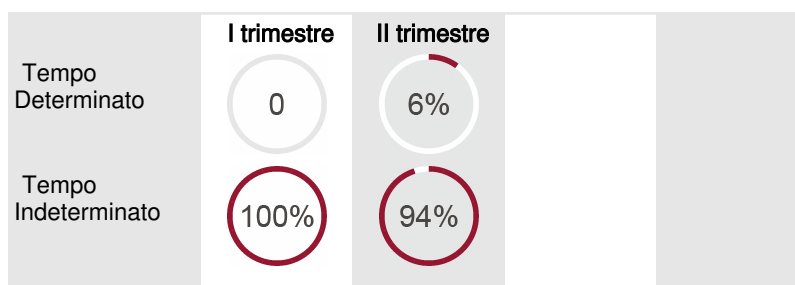 I trimestre II trimestre
Tempo
Determinato
0 6%
Tempo
Indeterminato
100% 94%